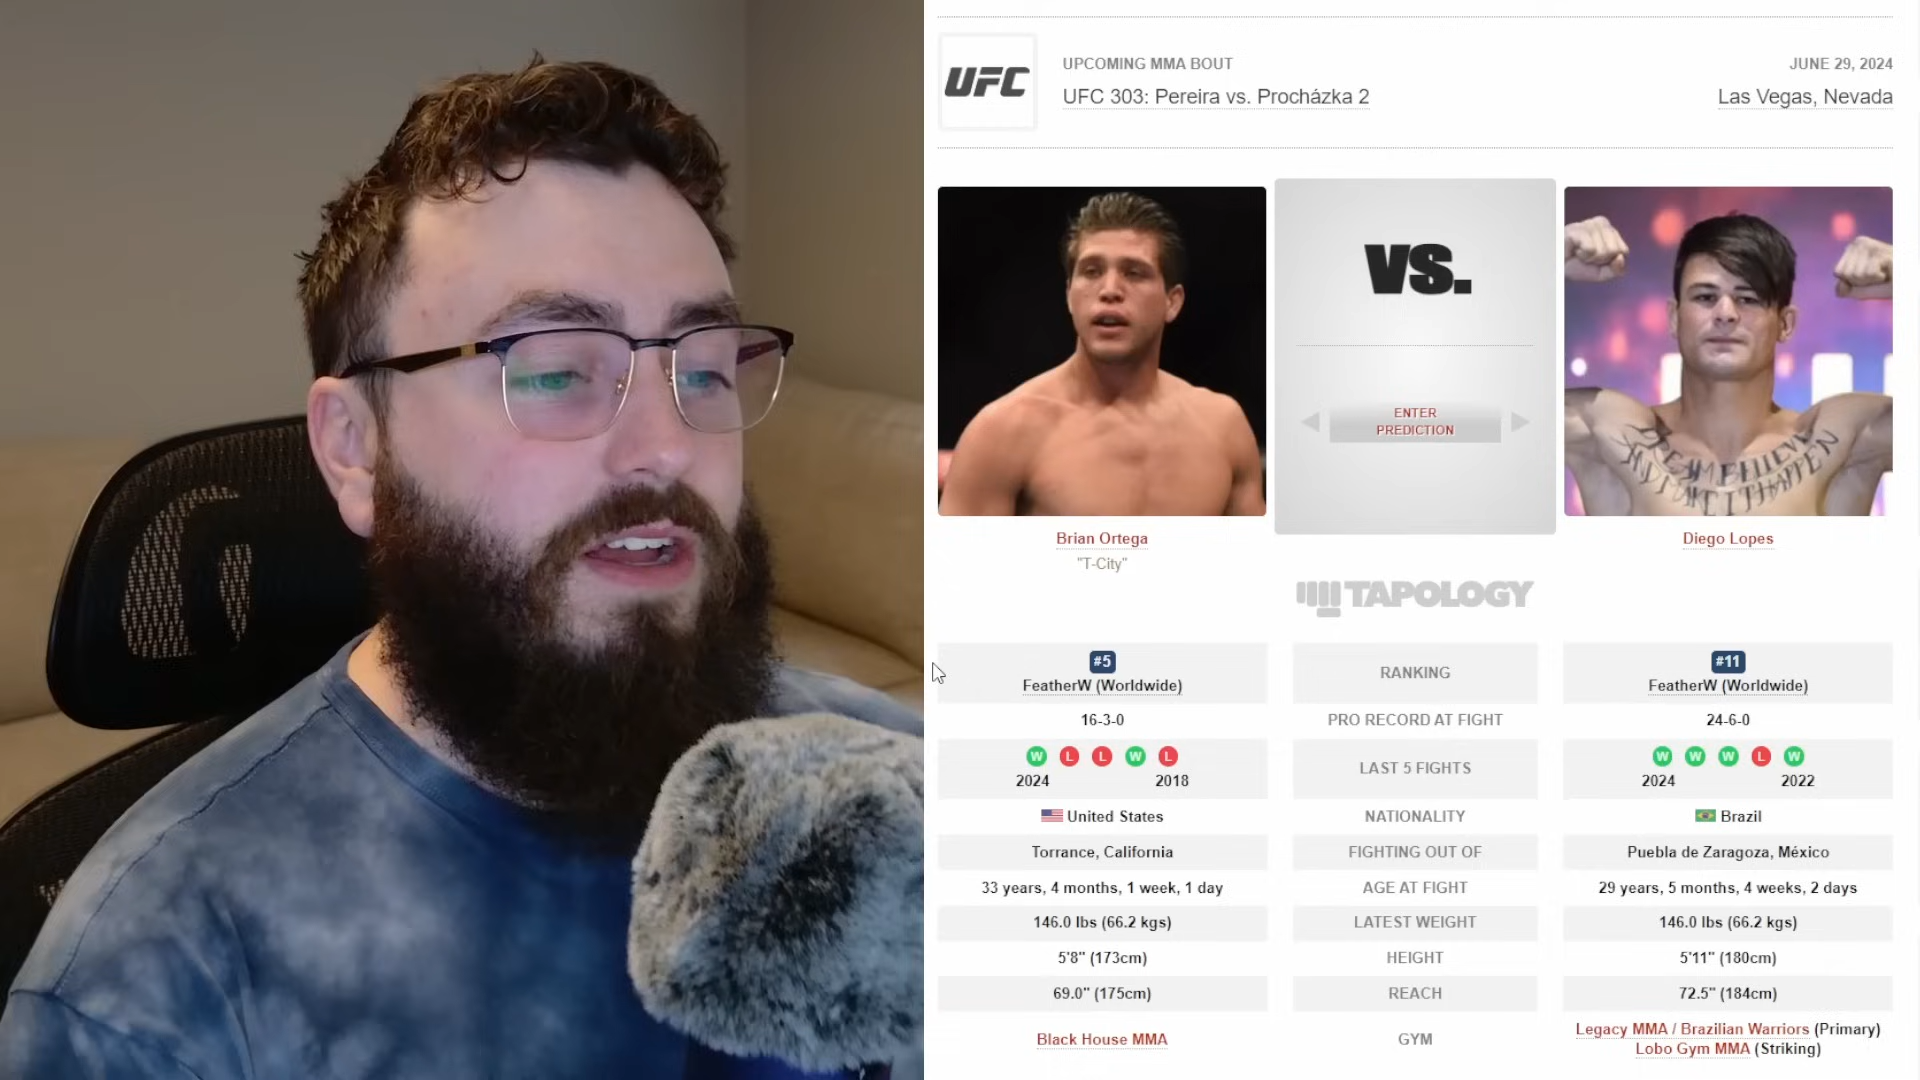 UFC
UPCOMING MMA BOUT
JUNE 29, 2024
UFC 303: Pereira vs. Procházka 2
Las Vegas, Nevada
VS.
ENTER
PREDICTION
DREAM BELIEVE
AND MAKE IT HAPPEN
Brian Ortega
Diego Lopes
"T-City"
TAPOLOGY
#5
FeatherW (Worldwide)
RANKING
#11
FeatherW (Worldwide)
16-3-0
PRO RECORD AT FIGHT
24-6-0
W L L W L
2024 2018
LAST 5 FIGHTS
W W W L W
2024 2022
United States
NATIONALITY
Brazil
Torrance, California
FIGHTING OUT OF
Puebla de Zaragoza, México
33 years, 4 months, 1 week, 1 day
AGE AT FIGHT
29 years, 5 months, 4 weeks, 2 days
146.0 lbs (66.2 kgs)
LATEST WEIGHT
146.0 lbs (66.2 kgs)
5'8" (173cm)
HEIGHT
5'11" (180cm)
69.0" (175cm)
REACH
72.5" (184cm)
Black House MMA
GYM
Legacy MMA / Brazilian Warriors (Primary)
Lobo Gym MMA (Striking)